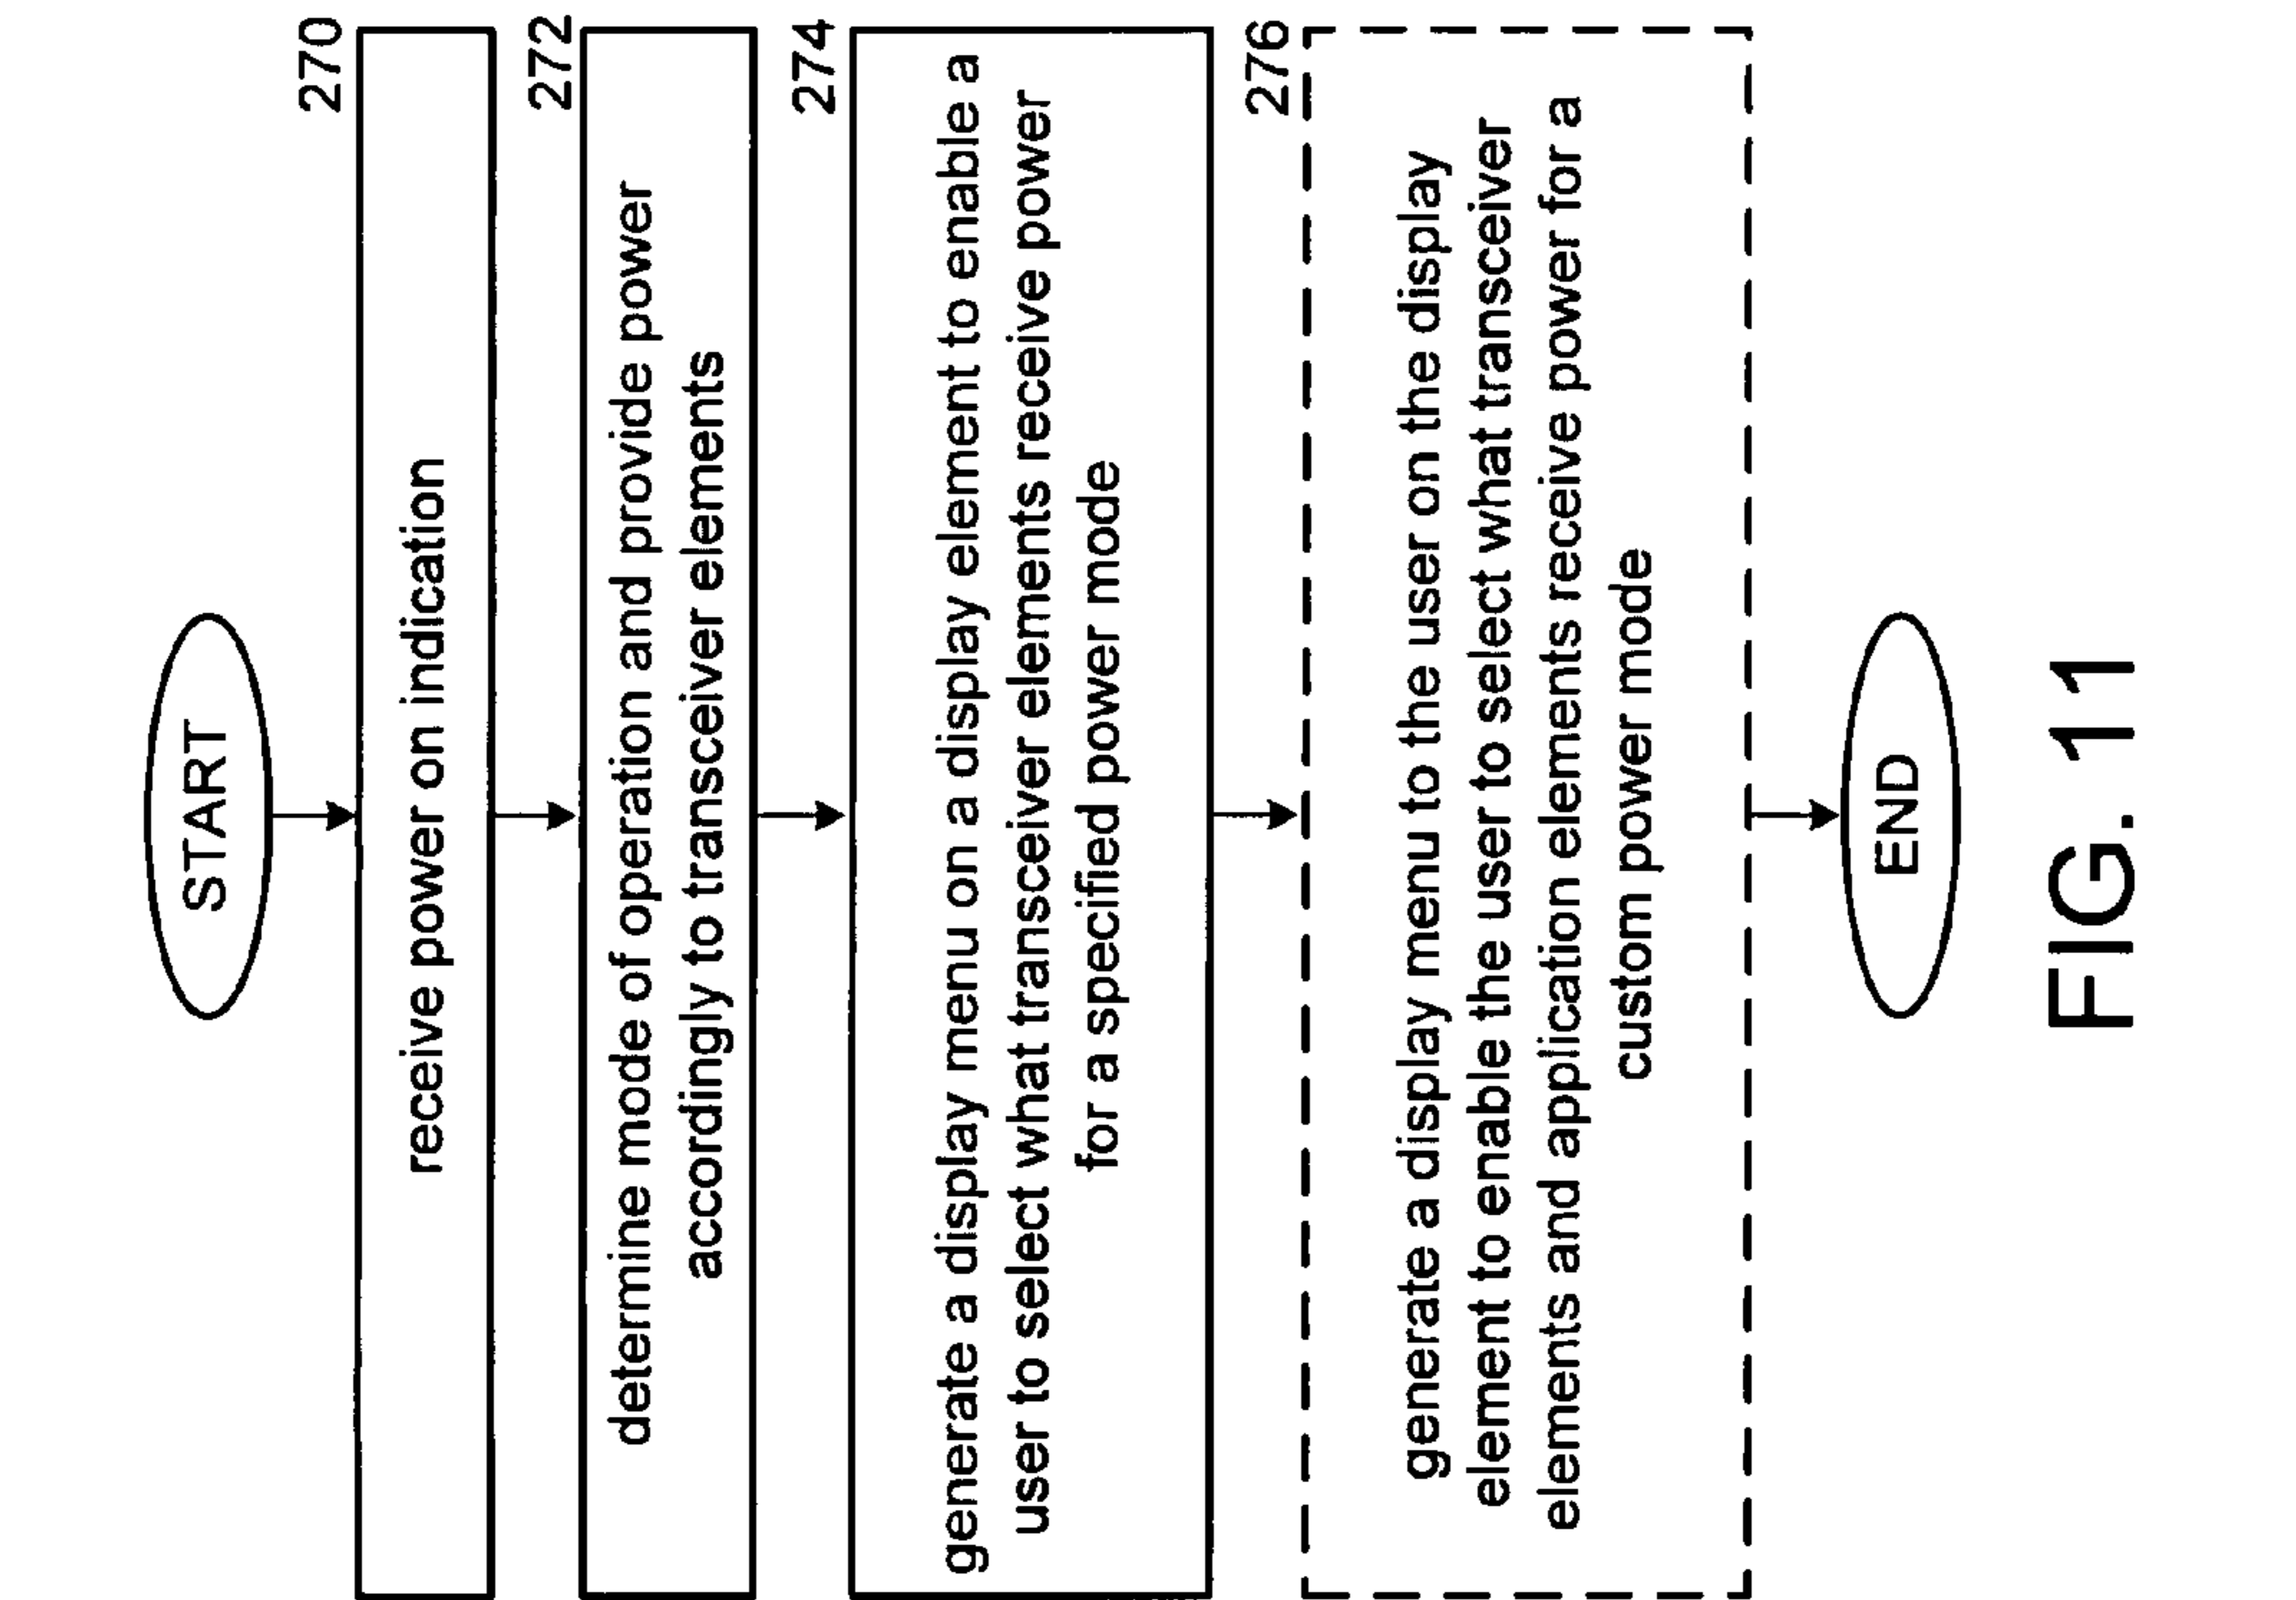 START
270
receive power on indication
272
determine mode of operation and provide power
accordingly to transceiver elements
274
generate a display menu on a display element to enable a
user to select what transceiver elements receive power
for a specified power mode
276
generate a display menu to the user on the display
element to enable the user to select what transceiver
elements and application elements receive power for a
custom power mode
END
FIG. 11